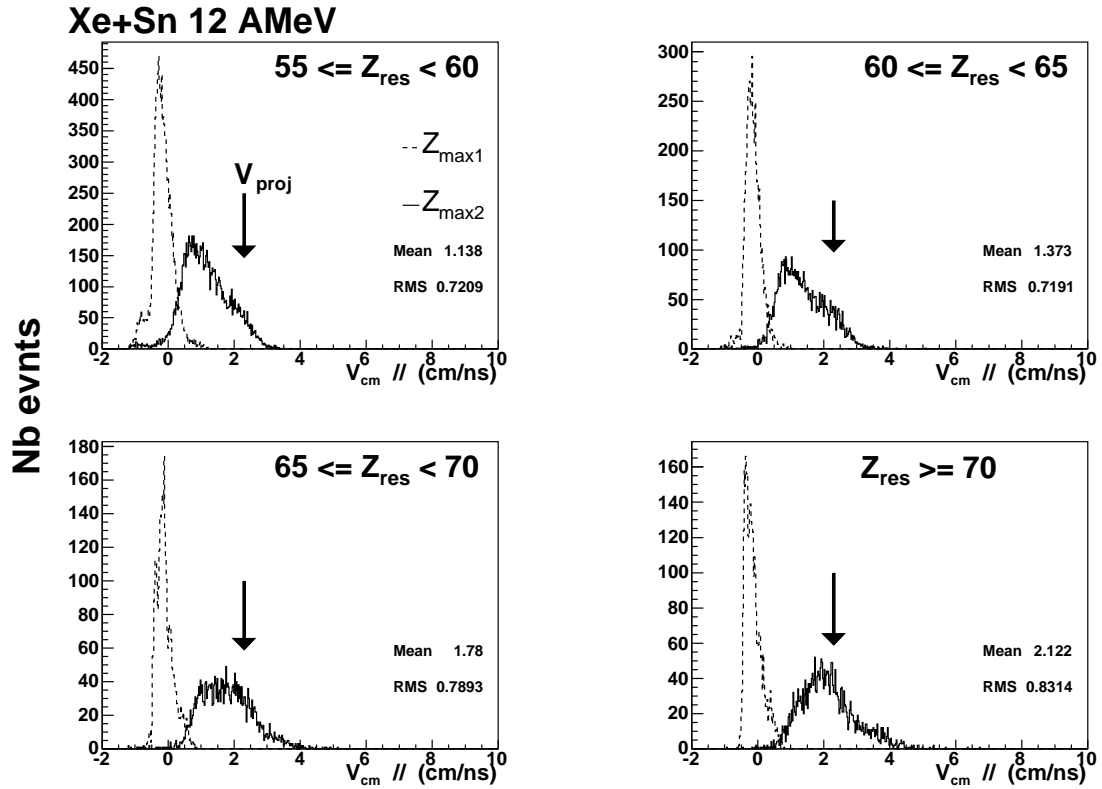 Xe+Sn 12 AMeV
Nb evnts
55 <= Z_res < 60
450
400
350
300
250
200
150
100
50
0
-- Z_max1
— Z_max2
V_proj
Mean 1.138
RMS 0.7209
-2 0 2 4 6 8 10
V_cm // (cm/ns)
60 <= Z_res < 65
300
250
200
150
100
50
0
Mean 1.373
RMS 0.7191
-2 0 2 4 6 8 10
V_cm // (cm/ns)
65 <= Z_res < 70
180
160
140
120
100
80
60
40
20
0
Mean 1.78
RMS 0.7893
-2 0 2 4 6 8 10
V_cm // (cm/ns)
Z_res >= 70
160
140
120
100
80
60
40
20
0
Mean 2.122
RMS 0.8314
-2 0 2 4 6 8 10
V_cm // (cm/ns)